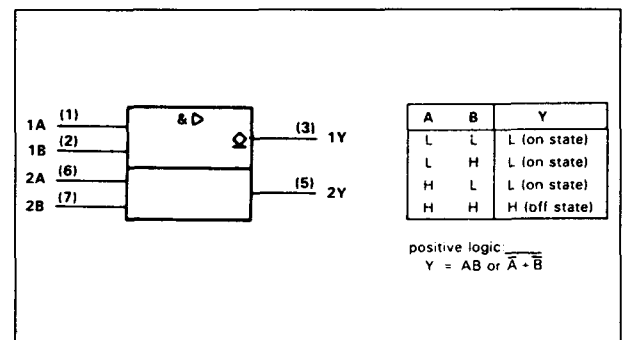 1A (1)
1B (2)
2A (6)
2B (7)
& ▷
(3) 1Y
(5) 2Y
A B Y
L L L (on state)
L H L (on state)
H L L (on state)
H H H (off state)
positive logic:
Y = AB or A̅ + B̅